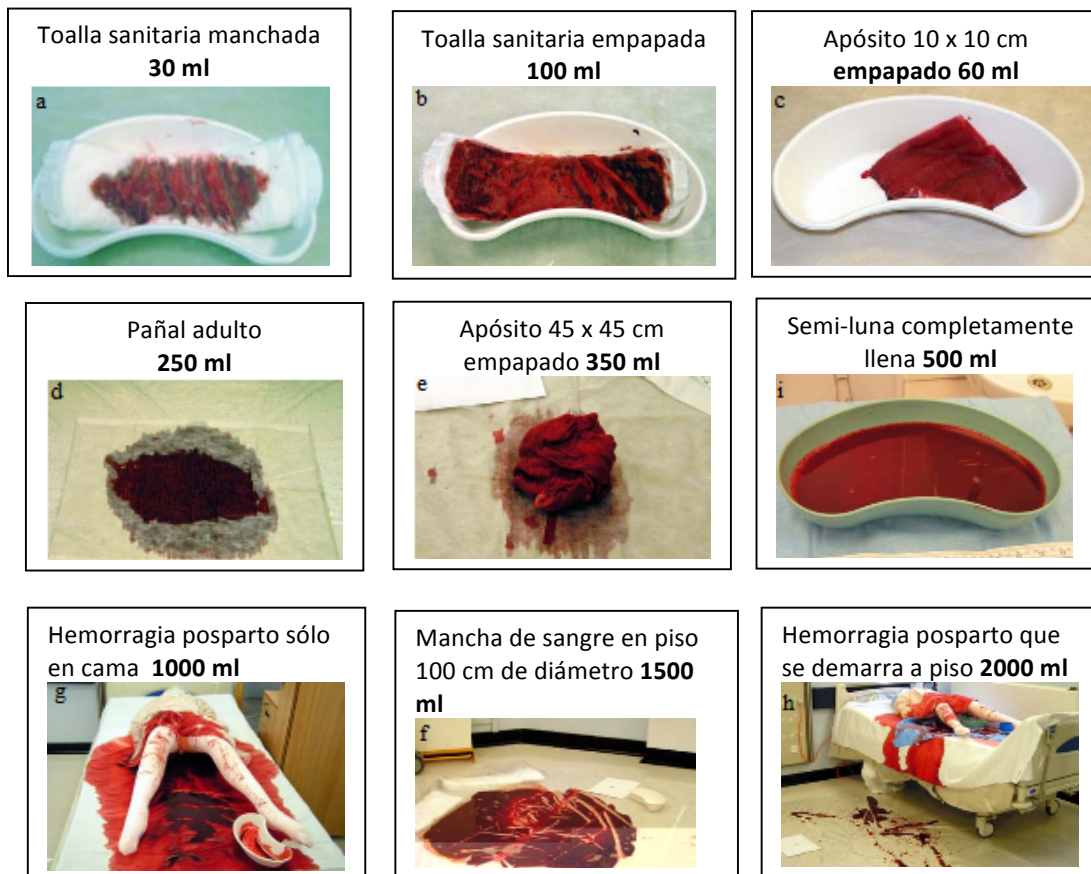 Toalla sanitaria manchada
30 ml
a
Toalla sanitaria empapada
100 ml
b
Apósito 10 x 10 cm
empapado 60 ml
c
Pañal adulto
250 ml
d
Apósito 45 x 45 cm
empapado 350 ml
e
Semi-luna completamente
llena 500 ml
i
Hemorragia posparto sólo
en cama 1000 ml
g
Mancha de sangre en piso
100 cm de diámetro 1500
ml
f
Hemorragia posparto que
se demarra a piso 2000 ml
h